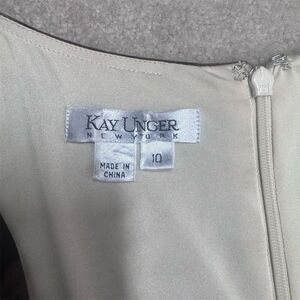 KAY UNGER
NEW YORK
MADE IN
CHINA
10